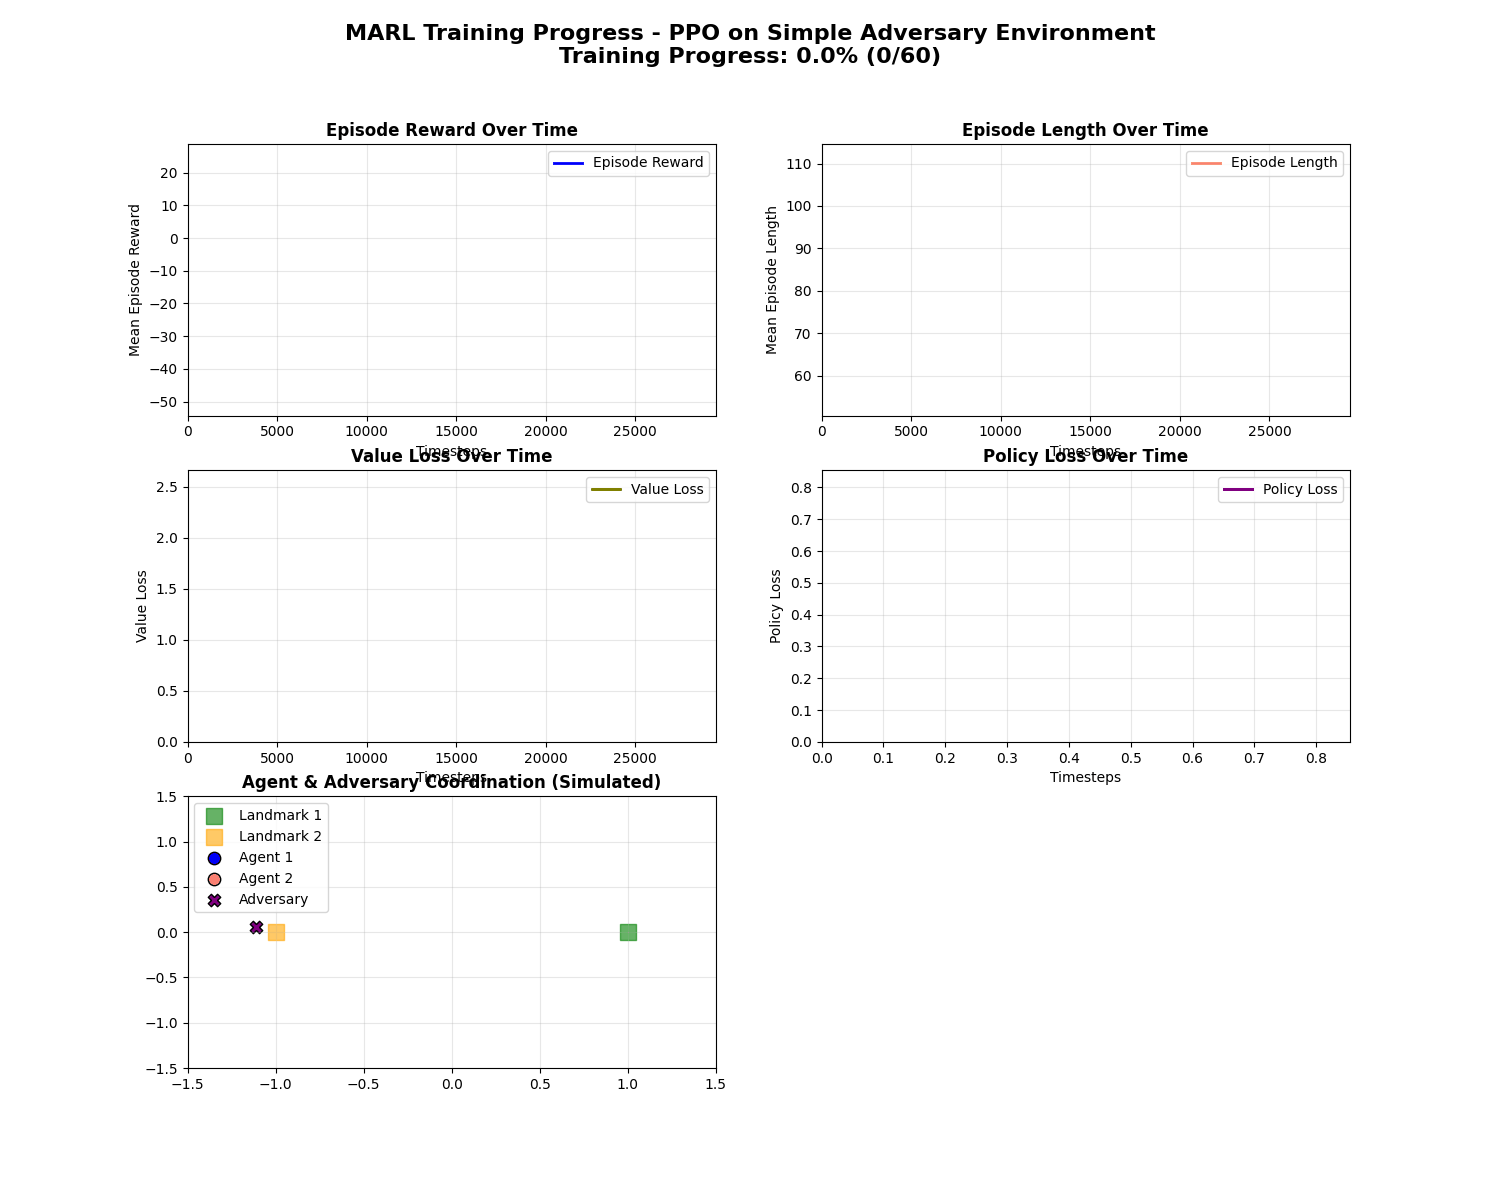 MARL Training Progress - PPO on Simple Adversary Environment
Training Progress: 0.0% (0/60)
Episode Reward Over Time
Episode Reward
Mean Episode Reward
20
10
0
−10
−20
−30
−40
−50
0 5000 10000 15000 20000 25000
Timesteps
Episode Length Over Time
Episode Length
Mean Episode Length
110
100
90
80
70
60
0 5000 10000 15000 20000 25000
Timesteps
Value Loss Over Time
Value Loss
Value Loss
2.5
2.0
1.5
1.0
0.5
0.0
0 5000 10000 15000 20000 25000
Timesteps
Policy Loss Over Time
Policy Loss
Policy Loss
0.8
0.7
0.6
0.5
0.4
0.3
0.2
0.1
0.0
0.0 0.1 0.2 0.3 0.4 0.5 0.6 0.7 0.8
Timesteps
Agent & Adversary Coordination (Simulated)
Landmark 1
Landmark 2
Agent 1
Agent 2
Adversary
1.5
1.0
0.5
0.0
−0.5
−1.0
−1.5
−1.5 −1.0 −0.5 0.0 0.5 1.0 1.5